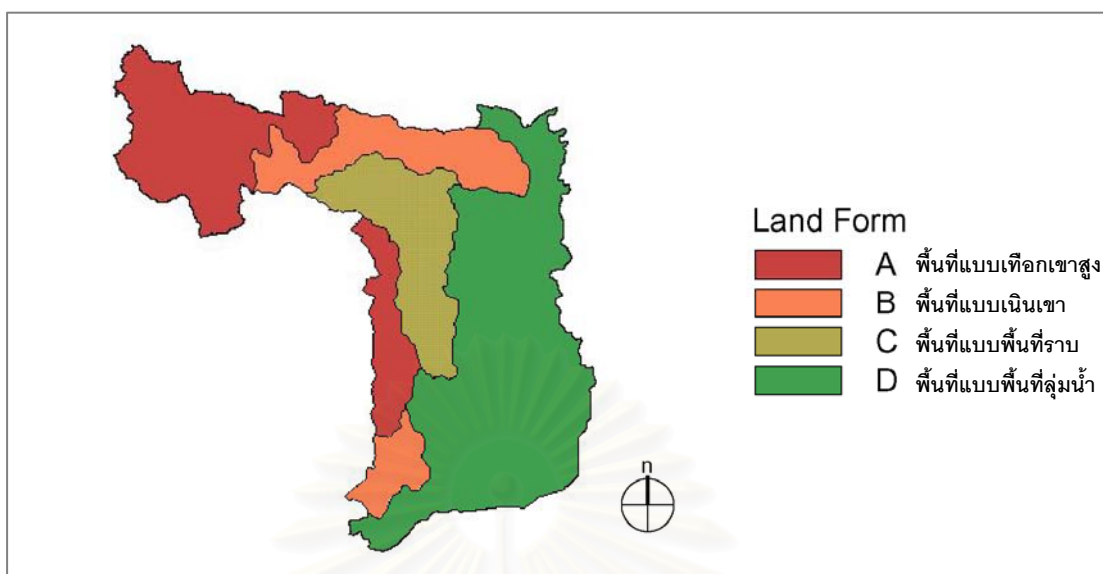 Land Form
A พื้นที่แบบเทือกเขาสูง
B พื้นที่แบบเนินเขา
C พื้นที่แบบพื้นที่ราบ
D พื้นที่แบบพื้นที่ลุ่มน้ำ
n